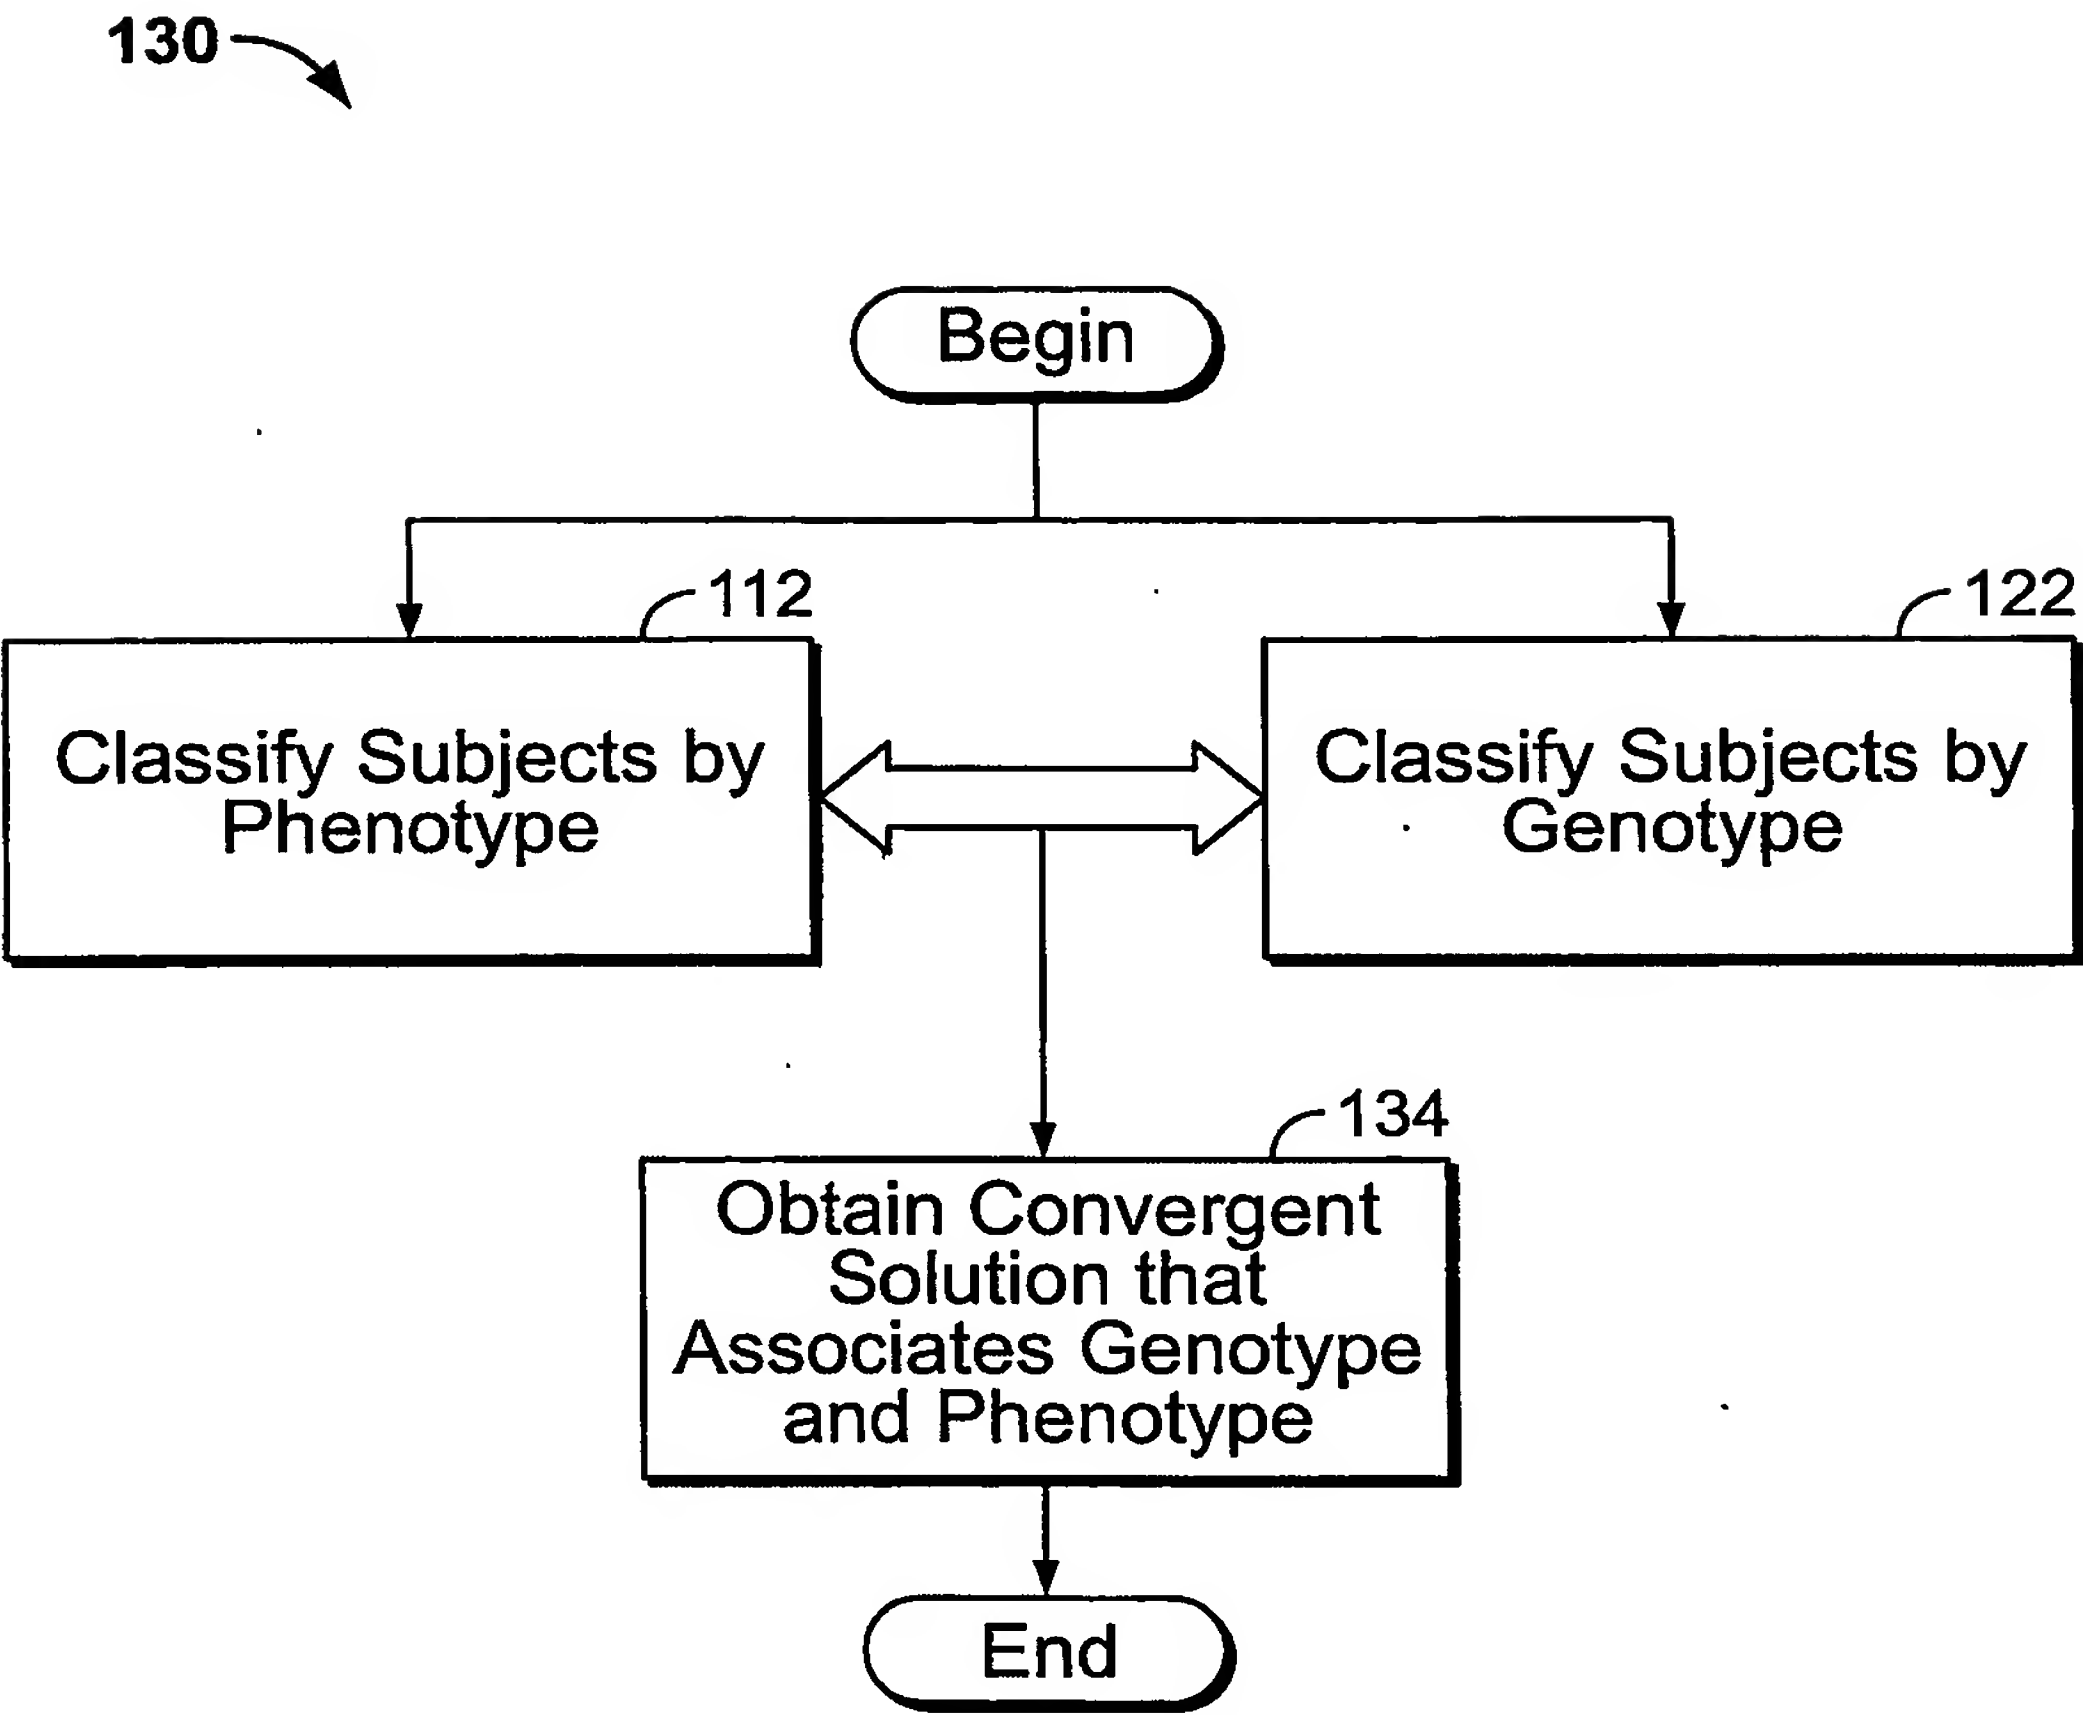 130
Begin
112
122
Classify Subjects by
Phenotype
Classify Subjects by
Genotype
134
Obtain Convergent
Solution that
Associates Genotype
and Phenotype
End